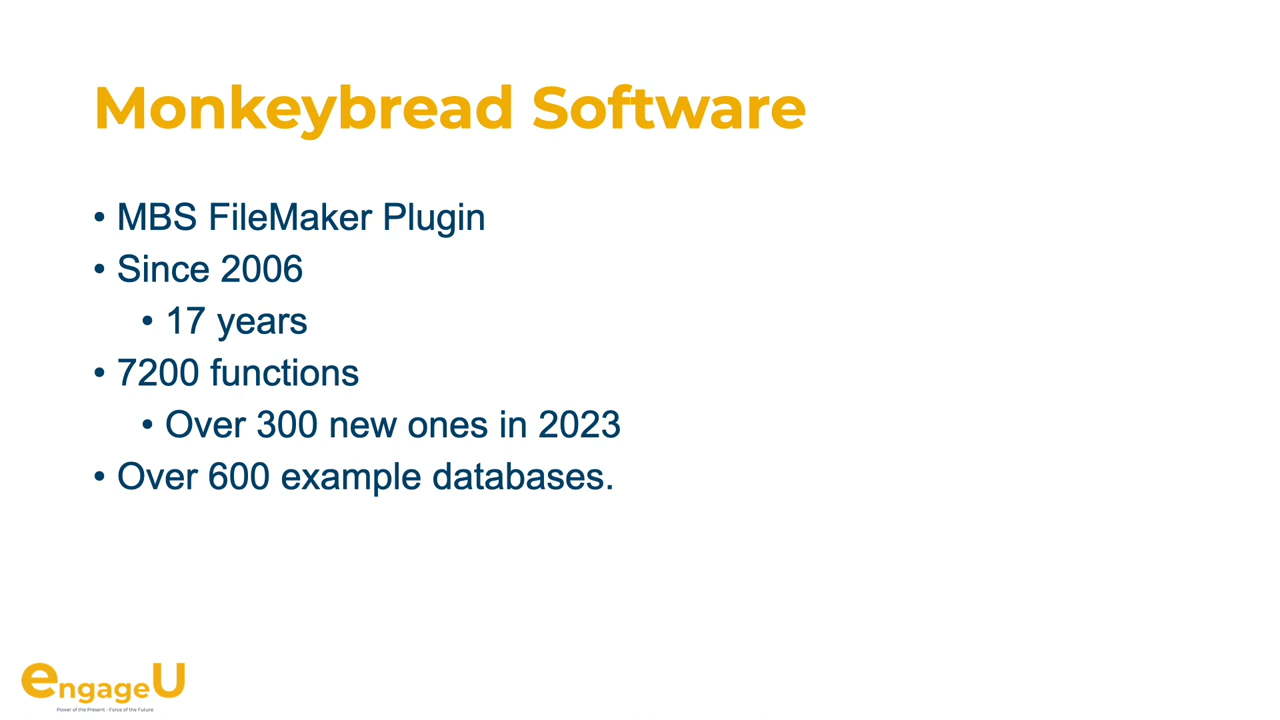 Monkeybread Software
• MBS FileMaker Plugin
• Since 2006
• 17 years
• 7200 functions
• Over 300 new ones in 2023
• Over 600 example databases.
engageU
Power of the Present - Force of the Future